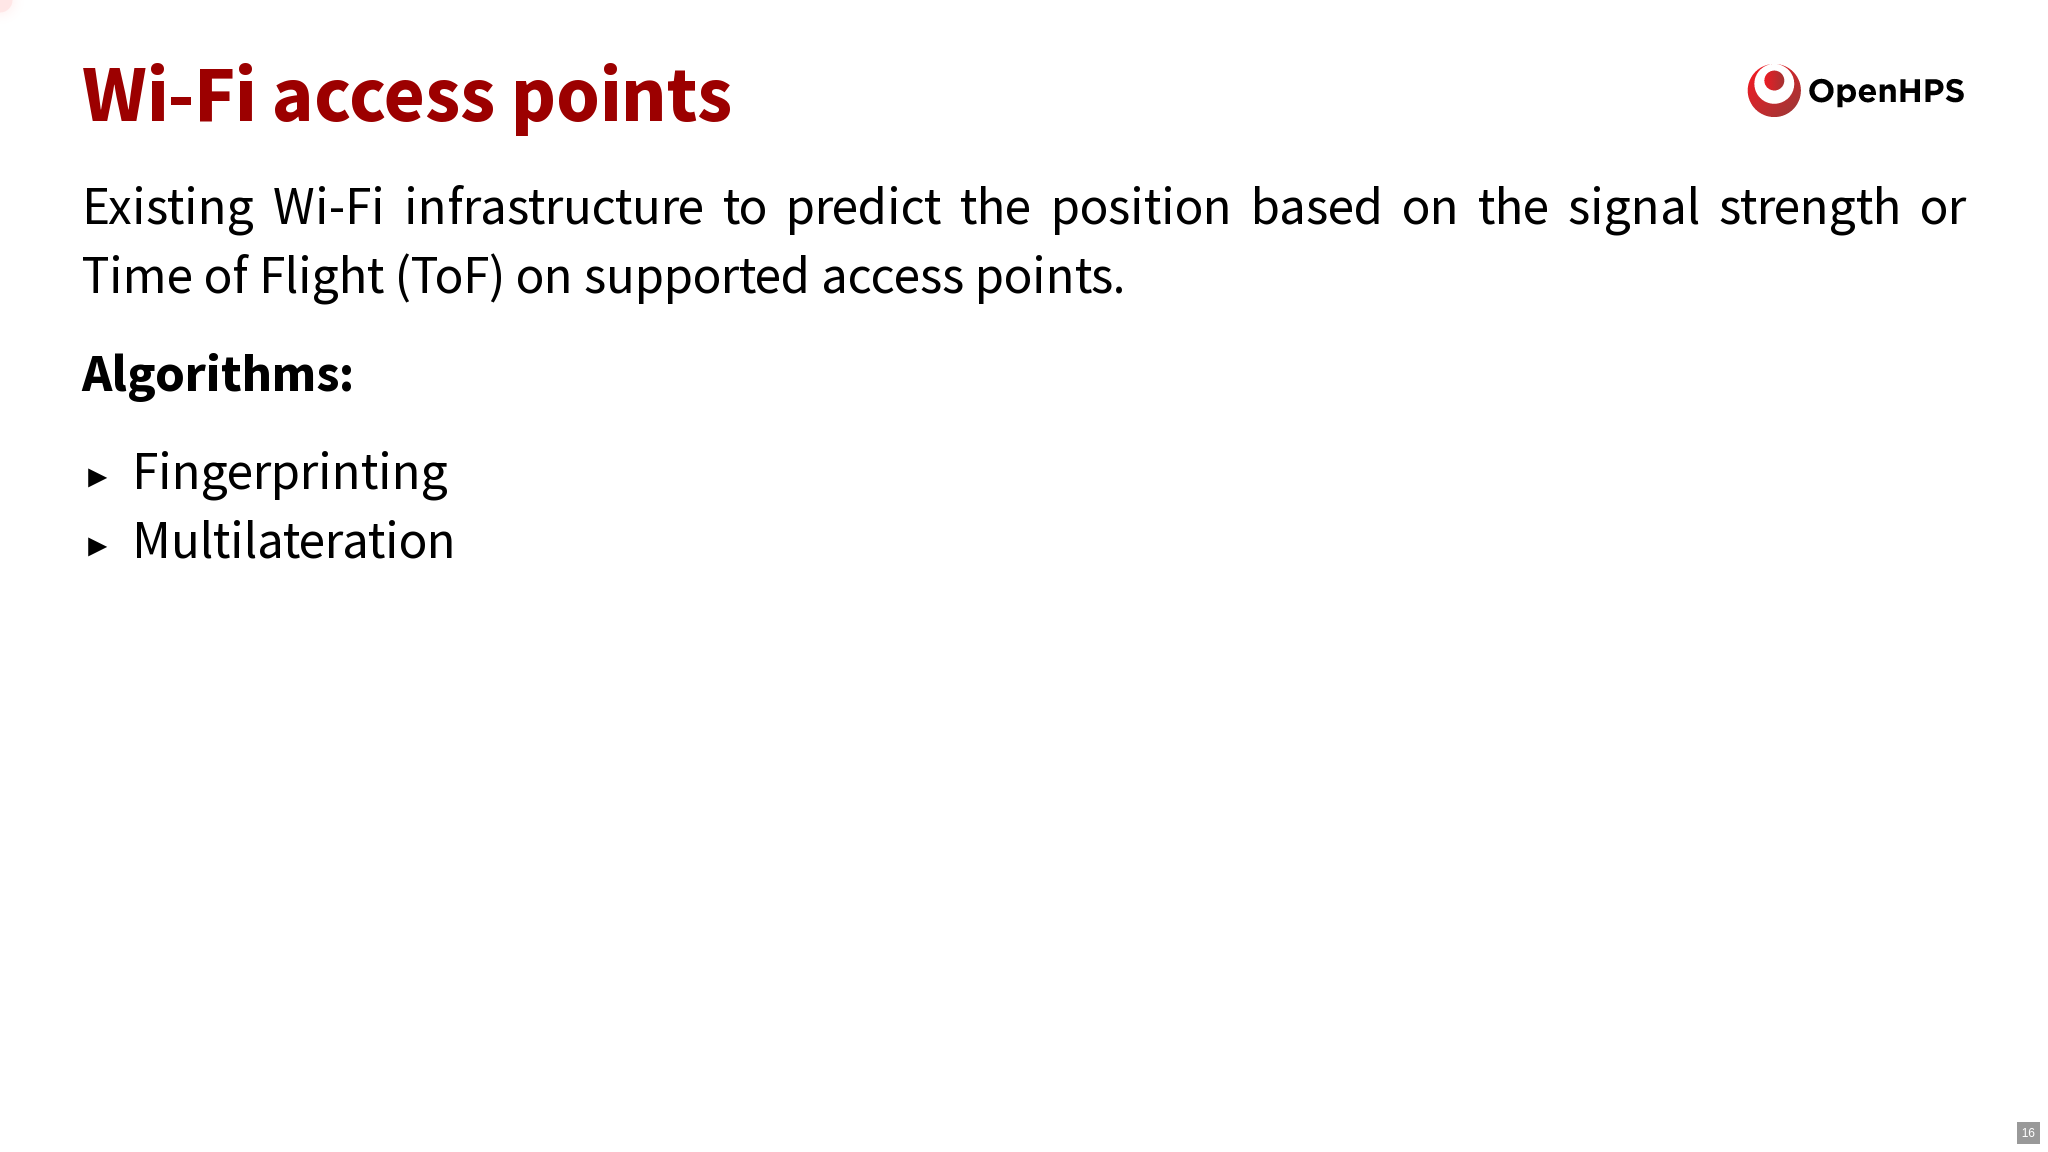 Wi-Fi access points
OpenHPS
Existing Wi-Fi infrastructure to predict the position based on the signal strength or
Time of Flight (ToF) on supported access points.
Algorithms:
► Fingerprinting
► Multilateration
16